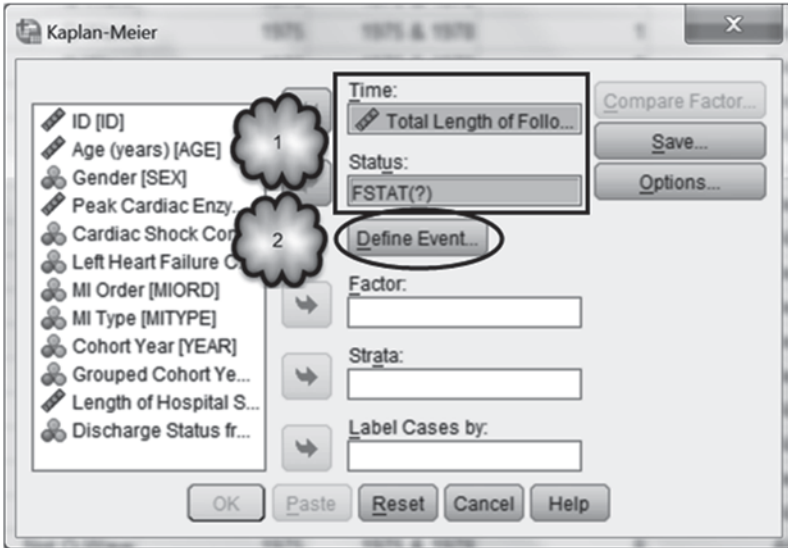 Kaplan-Meier
ID [ID]
Age (years) [AGE]
Gender [SEX]
Peak Cardiac Enzy...
Cardiac Shock Co
Left Heart Failure C
MI Order [MIORD]
MI Type [MITYPE]
Cohort Year [YEAR]
Grouped Cohort Ye...
Length of Hospital S...
Discharge Status fr...
1
2
Time:
Total Length of Follo...
Status:
FSTAT(?)
Define Event...
Factor:
Strata:
Label Cases by:
Compare Factor...
Save...
Options...
OK Paste Reset Cancel Help